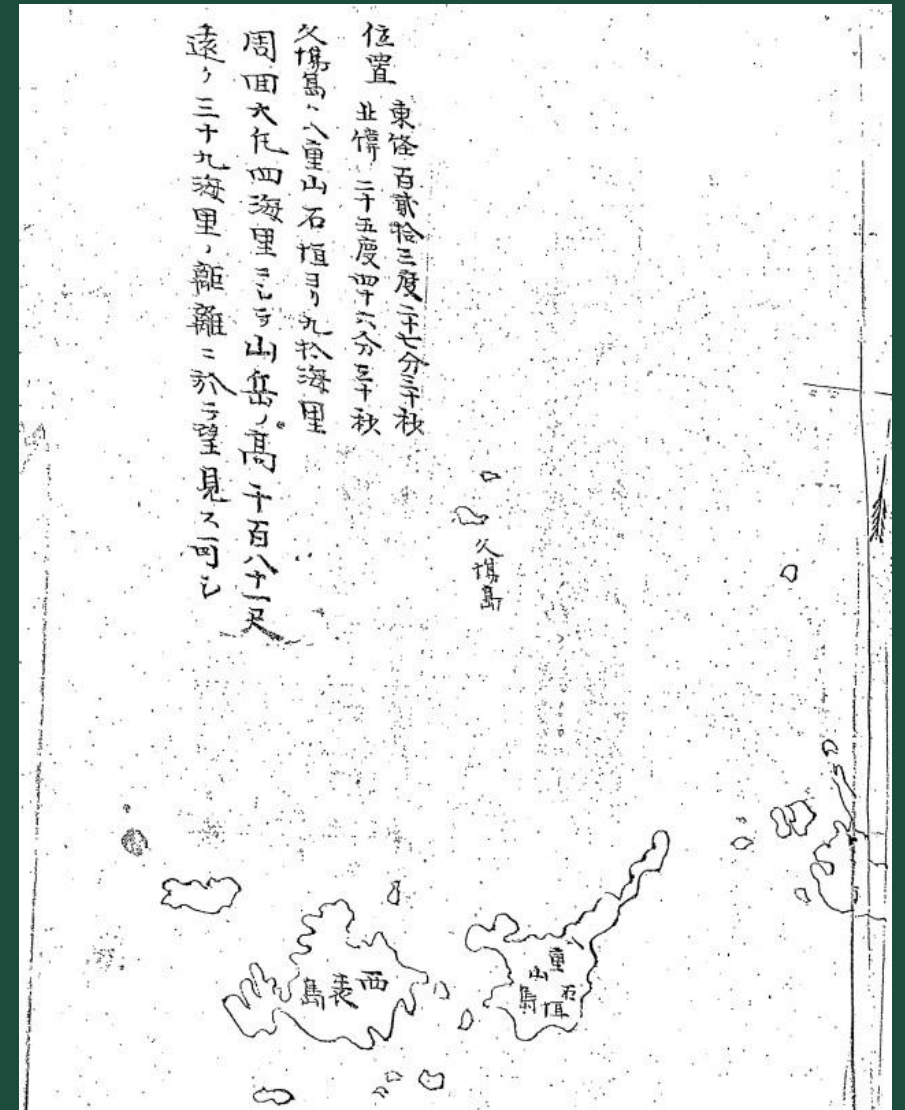 位置
東経百貳拾三度二十七分三十秒
北緯 二十五度四十六分三十秒
久場島ハ八重山石垣ヨリ九拾海里
周回大凡四海里ニシテ山岳ノ高千百八十一尺
遠ク三十九海里ノ距離ニ於テ望見ス可シ
久場島
重山
石垣
島
西表島